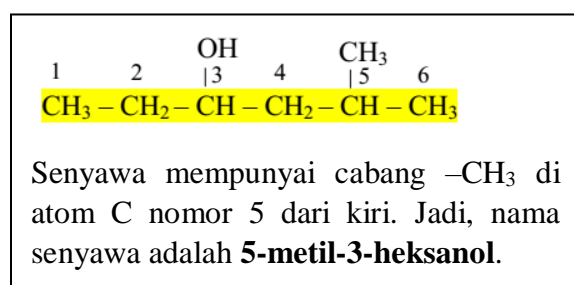 OH CH₃
1 2 |3 4 |5 6
CH₃ – CH₂ – CH – CH₂ – CH – CH₃
Senyawa mempunyai cabang –CH₃ di
atom C nomor 5 dari kiri. Jadi, nama
senyawa adalah 5-metil-3-heksanol.